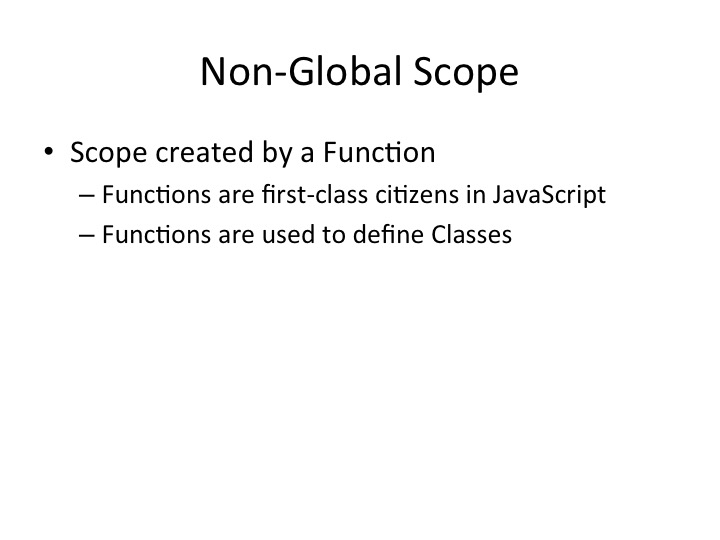 Non-Global Scope
• Scope created by a Function
– Functions are first-class citizens in JavaScript
– Functions are used to define Classes